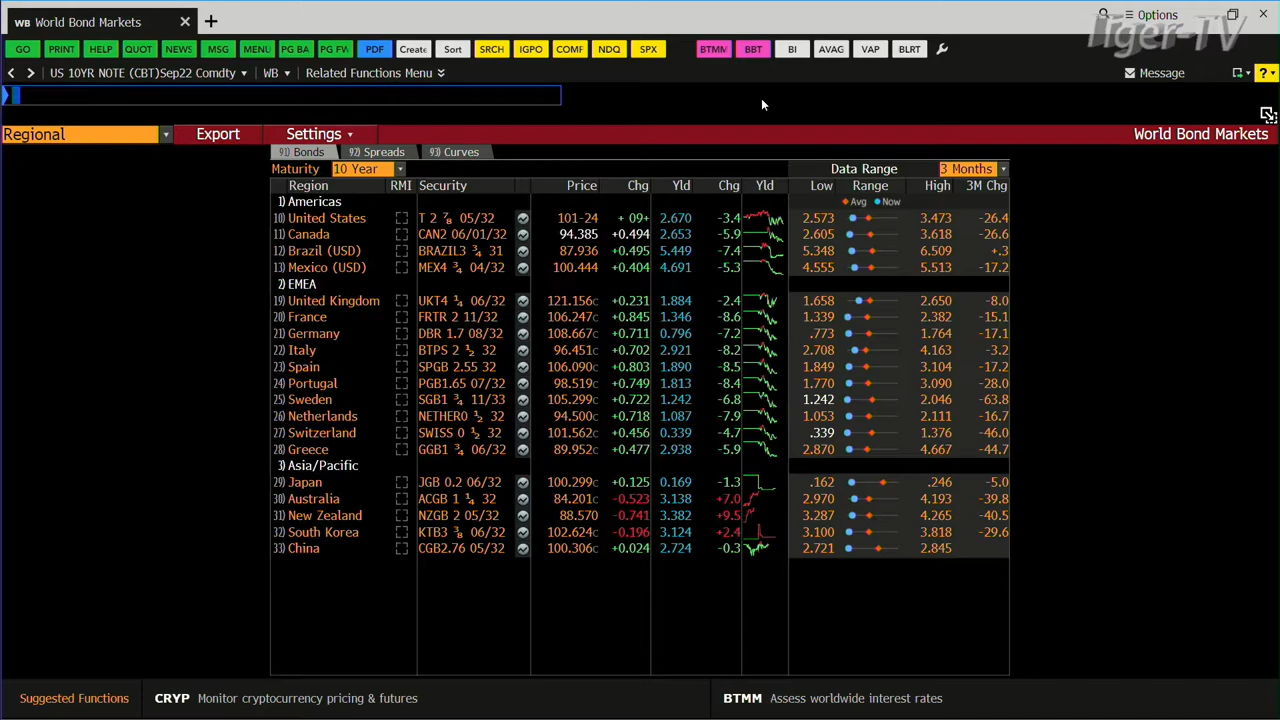 WB World Bond Markets
Options
Tiger-TV
GO PRINT HELP QUOT NEWS MSG MENU PG BA PG FW PDF Create Sort SRCH IGPO COMF NDQ SPX BTMM BBT BI AVAG VAP BLRT
US 10YR NOTE (CBT)Sep22 Comdty WB Related Functions Menu Message ?
Regional Export Settings World Bond Markets
91) Bonds 92) Spreads 93) Curves
Maturity 10 Year Data Range 3 Months
Region RMI Security Price Chg Yld Chg Yld Low Range High 3M Chg
1) Americas Avg Now
10) United States T 2 ⅞ 05/32 101-24 + 09+ 2.670 -3.4 2.573 3.473 -26.4
11) Canada CAN2 06/01/32 94.385 +0.494 2.653 -5.9 2.605 3.618 -26.6
12) Brazil (USD) BRAZIL3 ¾ 31 87.936 +0.495 5.449 -7.4 5.348 6.509 +.3
13) Mexico (USD) MEX4 ¾ 04/32 100.444 +0.404 4.691 -5.3 4.555 5.513 -17.2
2) EMEA
19) United Kingdom UKT4 ¼ 06/32 121.156C +0.231 1.884 -2.4 1.658 2.650 -8.0
20) France FRTR 2 11/32 106.247C +0.845 1.346 -8.6 1.339 2.382 -15.1
21) Germany DBR 1.7 08/32 108.667C +0.711 0.796 -7.2 .773 1.764 -17.1
22) Italy BTPS 2 ½ 32 96.451C +0.702 2.921 -8.2 2.708 4.163 -3.2
23) Spain SPGB 2.55 32 106.090C +0.803 1.890 -8.5 1.849 3.104 -17.2
24) Portugal PGB1.65 07/32 98.519C +0.749 1.813 -8.4 1.770 3.090 -28.0
25) Sweden SGB1 ¾ 11/33 105.299C +0.722 1.242 -6.8 1.242 2.046 -63.8
26) Netherlands NETHER0 ½ 32 94.500C +0.718 1.087 -7.9 1.053 2.111 -16.7
27) Switzerland SWISS 0 ½ 32 101.562C +0.456 0.339 -4.7 .339 1.376 -46.0
28) Greece GGB1 ¾ 06/32 89.952C +0.477 2.938 -5.9 2.870 4.667 -44.7
3) Asia/Pacific
29) Japan JGB 0.2 06/32 100.299C +0.125 0.169 -1.3 .162 .246 -5.0
30) Australia ACGB 1 ¼ 32 84.201C -0.523 3.138 +7.0 2.970 4.193 -39.8
31) New Zealand NZGB 2 05/32 88.570 -0.741 3.382 +9.5 3.287 4.265 -40.5
32) South Korea KTB3 ⅜ 06/32 102.624C -0.196 3.124 +2.4 3.100 3.818 -29.6
33) China CGB2.76 05/32 100.306C +0.024 2.724 -0.3 2.721 2.845
Suggested Functions CRYP Monitor cryptocurrency pricing & futures BTMM Assess worldwide interest rates